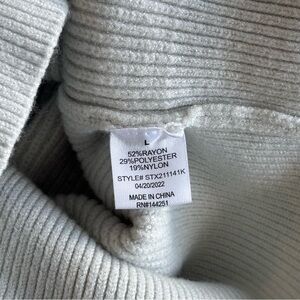 L
52%RAYON
29%POLYESTER
19%NYLON
STYLE# STX211141K
04/20/2022
MADE IN CHINA
RN#144251